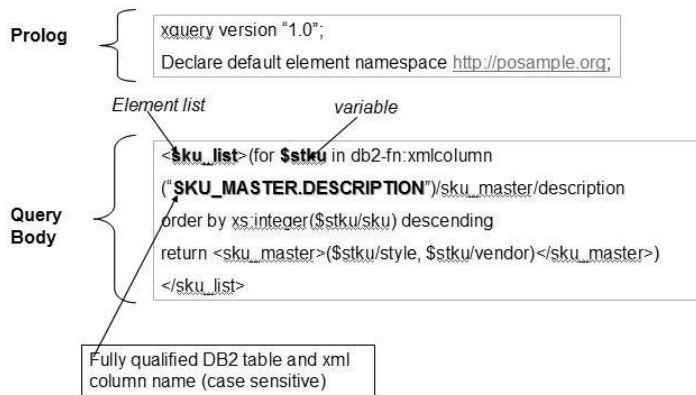 Prolog
xquery version “1.0”;
Declare default element namespace http://posample.org;
Element list
variable
Query
Body
<sku_list>(for $stku in db2-fn:xmlcolumn
(“SKU_MASTER.DESCRIPTION”)/sku_master/description
order by xs:integer($stku/sku) descending
return <sku_master>($stku/style, $stku/vendor)</sku_master>)
</sku_list>
Fully qualified DB2 table and xml
column name (case sensitive)